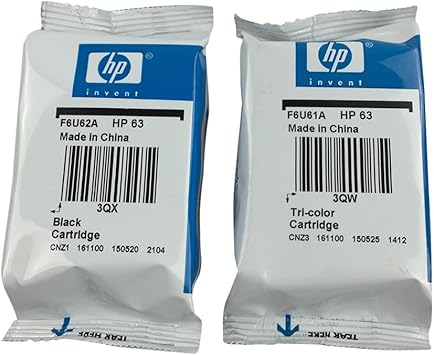 hp
invent
F6U62A HP 63
Made in China
3QX
Black
Cartridge
CNZ1 161100 150520 2104
TEAR HERE
hp
invent
F6U61A HP 63
Made in China
3QW
Tri-color
Cartridge
CNZ3 161100 150525 1412
TEAR HERE